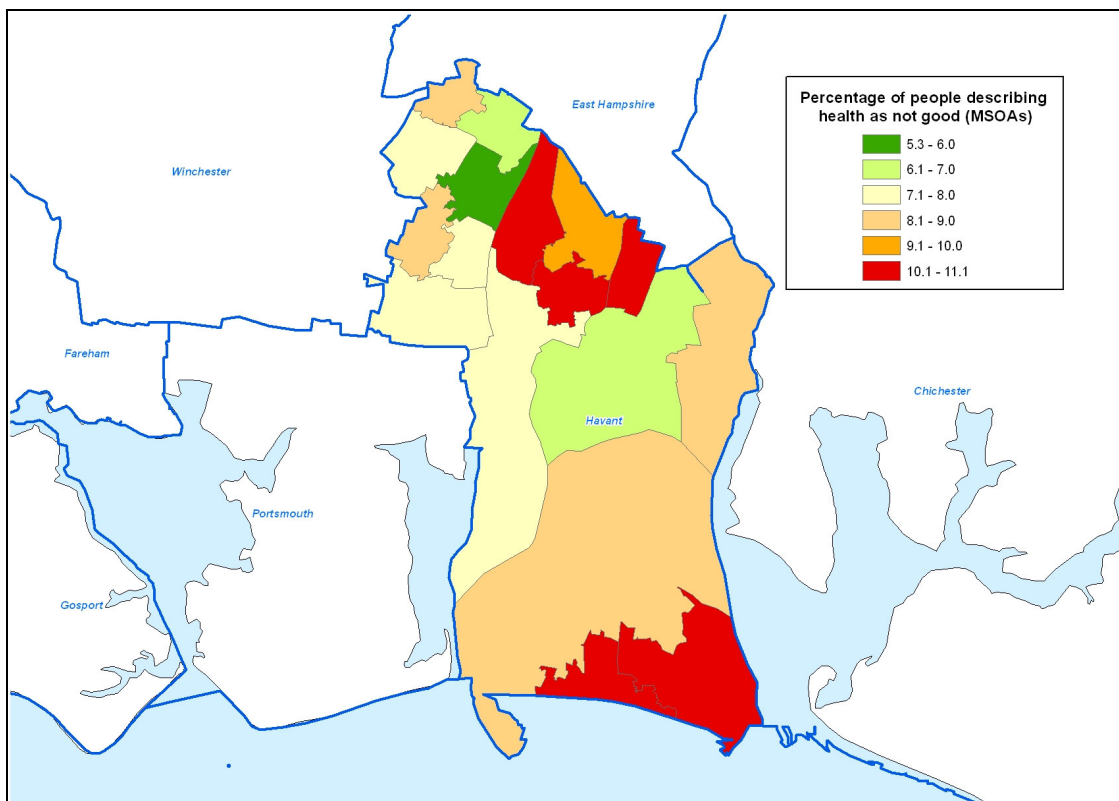 Percentage of people describing
health as not good (MSOAs)
5.3 - 6.0
6.1 - 7.0
7.1 - 8.0
8.1 - 9.0
9.1 - 10.0
10.1 - 11.1
East Hampshire
Winchester
Fareham
Chichester
Havant
Portsmouth
Gosport